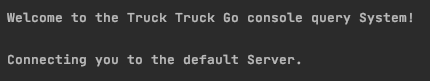 Welcome to the Truck Truck Go console query System!
Connecting you to the default Server.